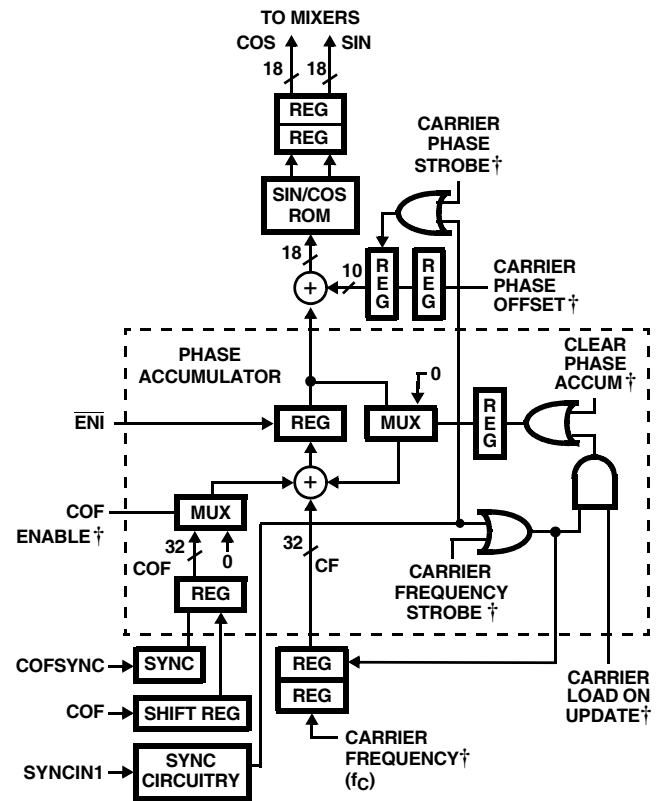 TO MIXERS
COS SIN
18 18
REG
REG
CARRIER
PHASE
STROBE†
SIN/COS
ROM
18
10
REG
REG
CARRIER
PHASE
OFFSET†
+
PHASE
ACCUMULATOR
0
CLEAR
PHASE
ACCUM†
ENI
REG
MUX
REG
+
COF
ENABLE†
MUX
32
COF
0
32
CF
REG
CARRIER
FREQUENCY
STROBE†
COFSYNC
SYNC
REG
REG
CARRIER
LOAD ON
UPDATE†
COF
SHIFT REG
CARRIER
FREQUENCY†
(fC)
SYNCIN1
SYNC
CIRCUITRY